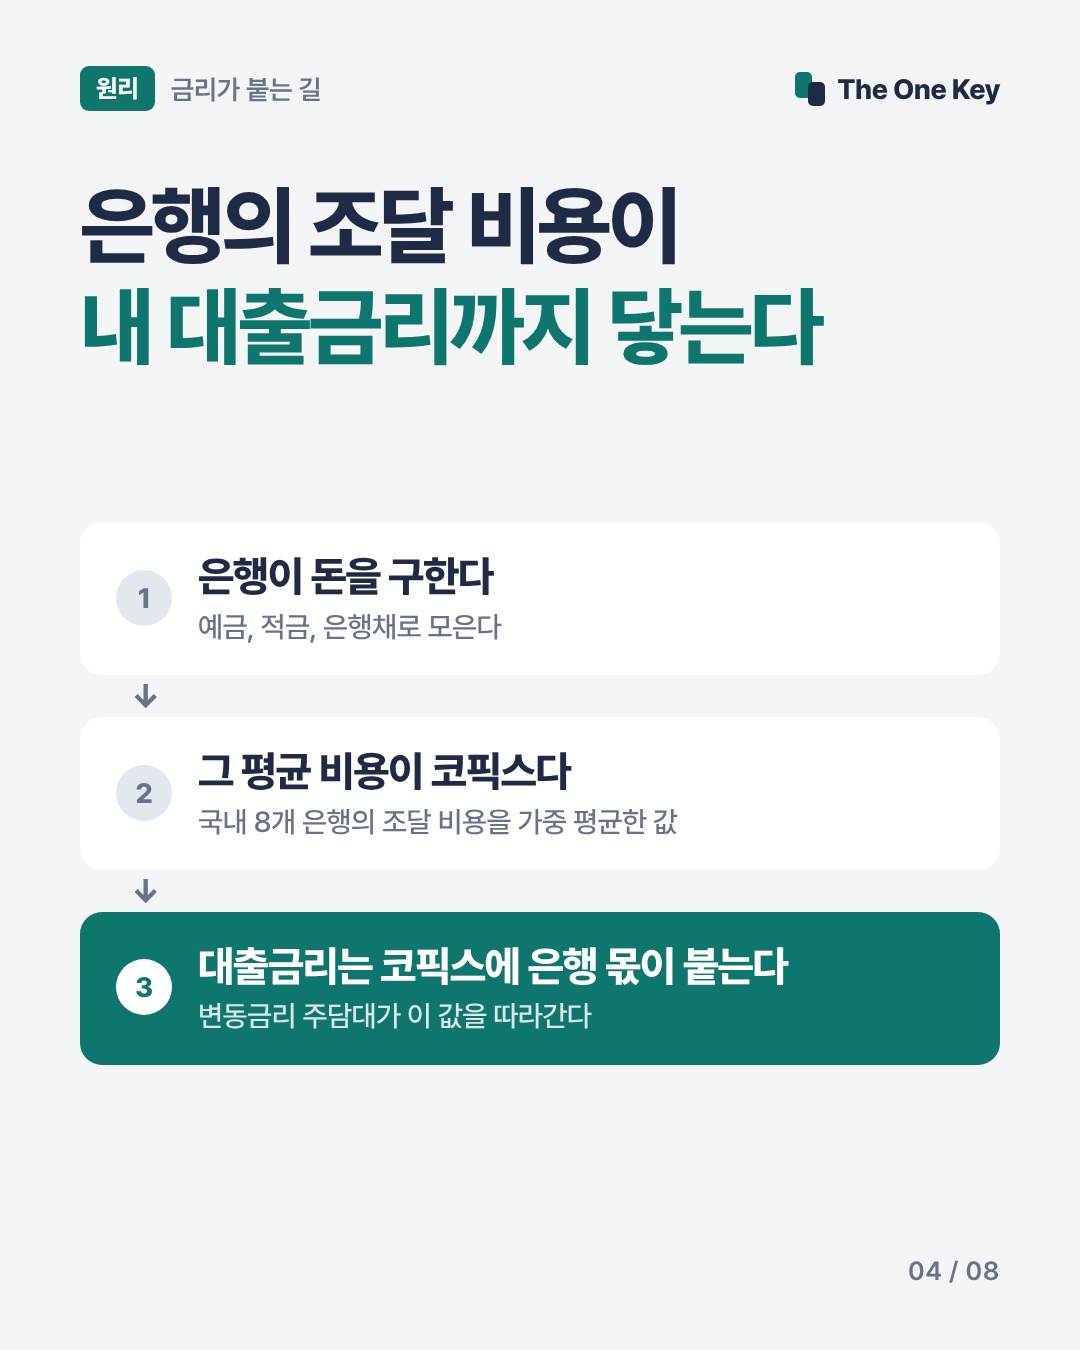 원리 금리가 붙는 길
The One Key
은행의 조달 비용이
내 대출금리까지 닿는다
1
은행이 돈을 구한다
예금, 적금, 은행채로 모은다
↓
2
그 평균 비용이 코픽스다
국내 8개 은행의 조달 비용을 가중 평균한 값
↓
3
대출금리는 코픽스에 은행 몫이 붙는다
변동금리 주담대가 이 값을 따라간다
04 / 08